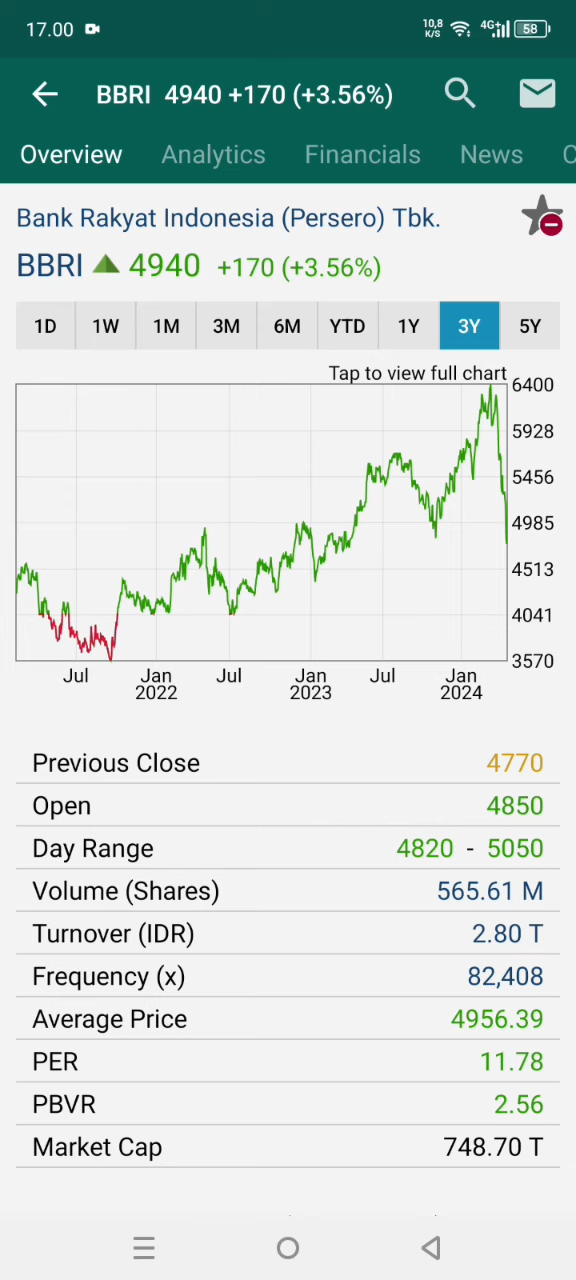 17.00 10,8 K/S 4G+ 58
BBRI 4940 +170 (+3.56%)
Overview Analytics Financials News C
Bank Rakyat Indonesia (Persero) Tbk.
BBRI 4940 +170 (+3.56%)
1D 1W 1M 3M 6M YTD 1Y 3Y 5Y
Tap to view full chart
6400
5928
5456
4985
4513
4041
3570
Jul Jan Jul Jan Jul Jan
2022 2023 2024
Previous Close 4770
Open 4850
Day Range 4820 - 5050
Volume (Shares) 565.61 M
Turnover (IDR) 2.80 T
Frequency (x) 82,408
Average Price 4956.39
PER 11.78
PBVR 2.56
Market Cap 748.70 T